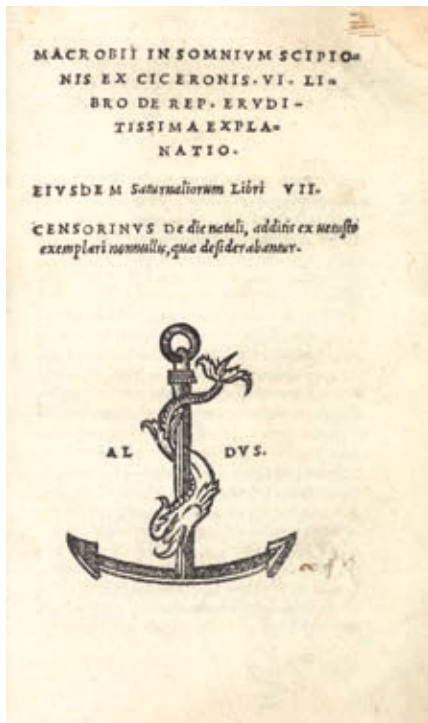 MACROBII IN SOMNIVM SCIPIO-
NIS EX CICERONIS. VI. LI-
BRO DE REP. ERVDI-
TISSIMA EXPLA-
NATIO.
EIVSDEM Saturnaliorum Libri VII.
CENSORINVS De die natali, additis ex uetusto
exemplari nonnullis, quæ desiderabantur.
AL DVS.